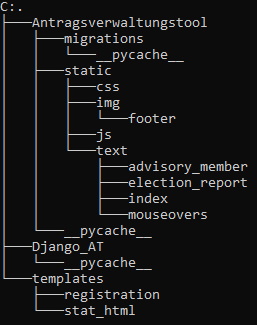 C:.
├───Antragsverwaltungstool
│   ├───migrations
│   │   └───__pycache__
│   ├───static
│   │   ├───css
│   │   ├───img
│   │   │   └───footer
│   │   ├───js
│   │   └───text
│   │       ├───advisory_member
│   │       ├───election_report
│   │       ├───index
│   │       └───mouseovers
│   └───__pycache__
├───Django_AT
│   └───__pycache__
└───templates
    ├───registration
    └───stat_html